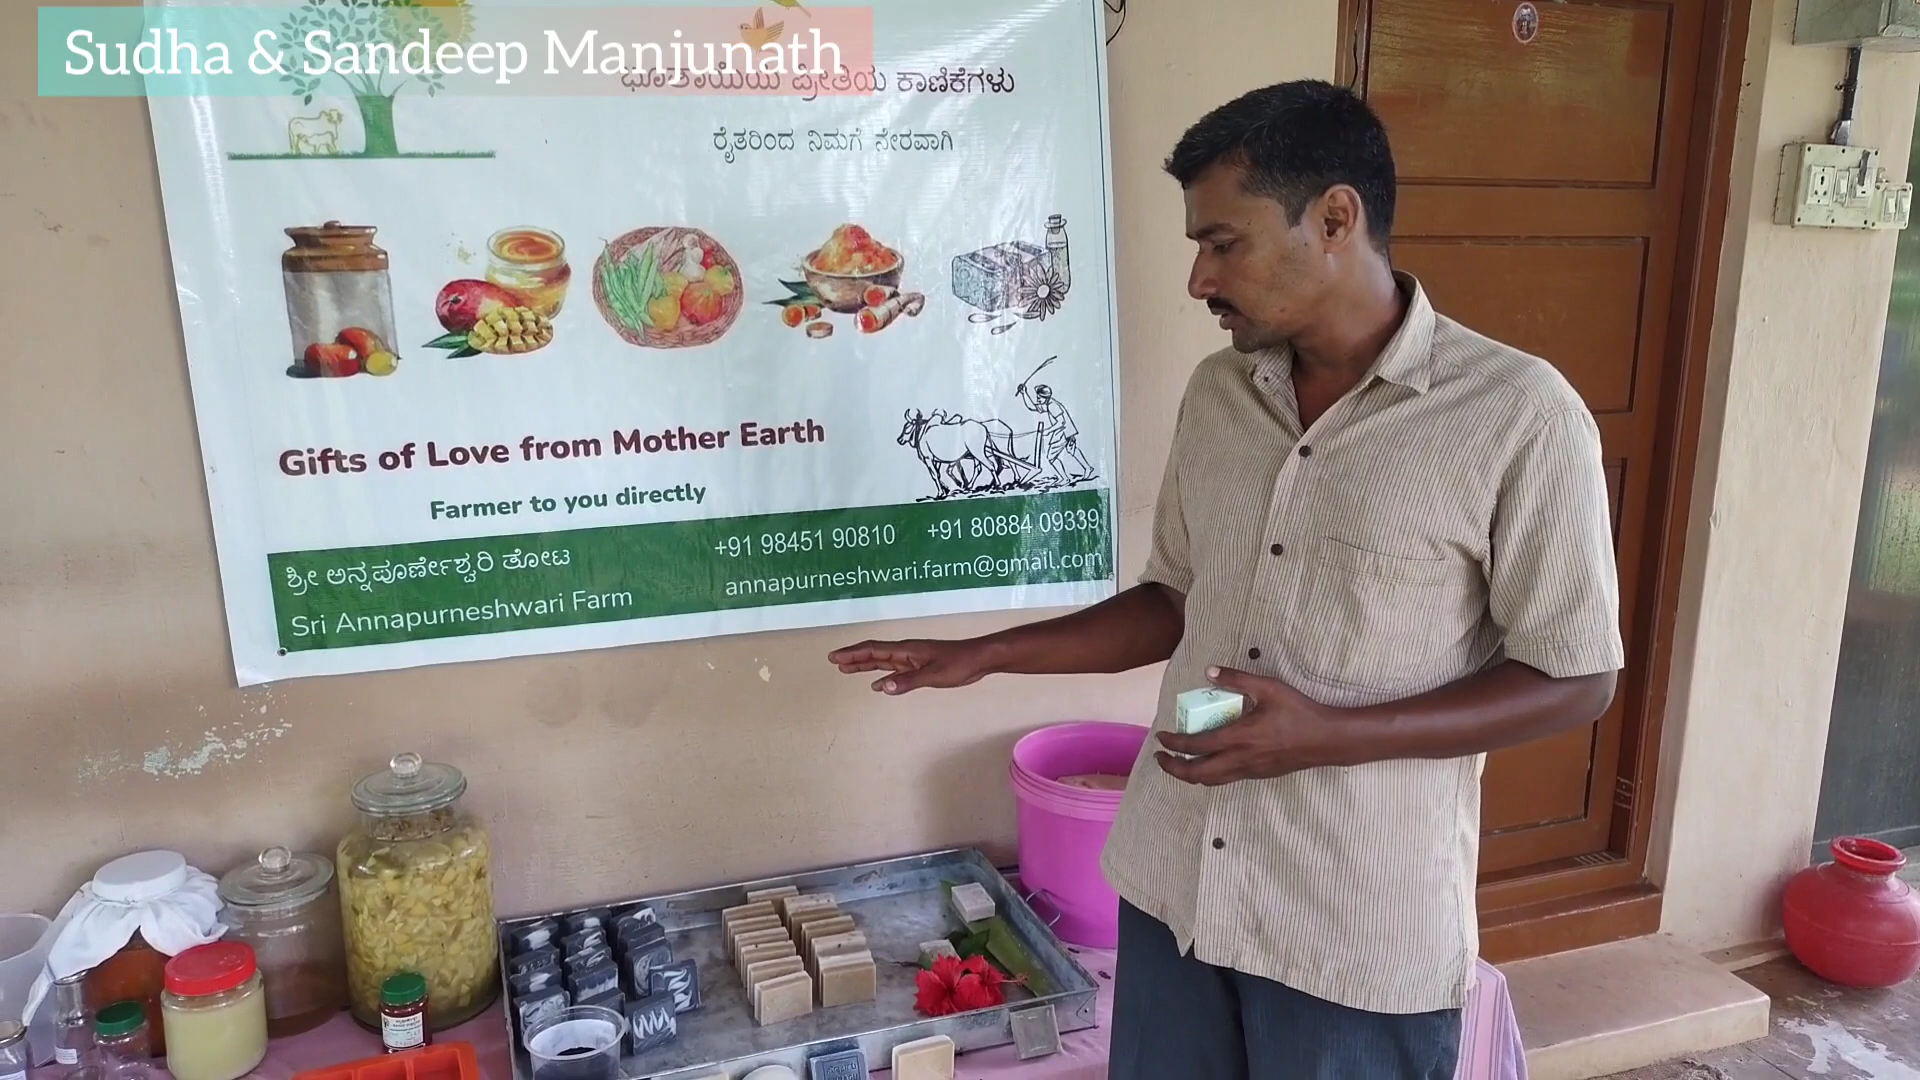 Sudha & Sandeep Manjunath
ಭೂತಾಯಿಯ ಪ್ರೀತಿಯ ಕಾಣಿಕೆಗಳು
ರೈತರಿಂದ ನಿಮಗೆ ನೇರವಾಗಿ
Gifts of Love from Mother Earth
Farmer to you directly
ಶ್ರೀ ಅನ್ನಪೂರ್ಣೇಶ್ವರಿ ತೋಟ
+91 98451 90810 +91 80884 09339
Sri Annapurneshwari Farm
annapurneshwari.farm@gmail.com